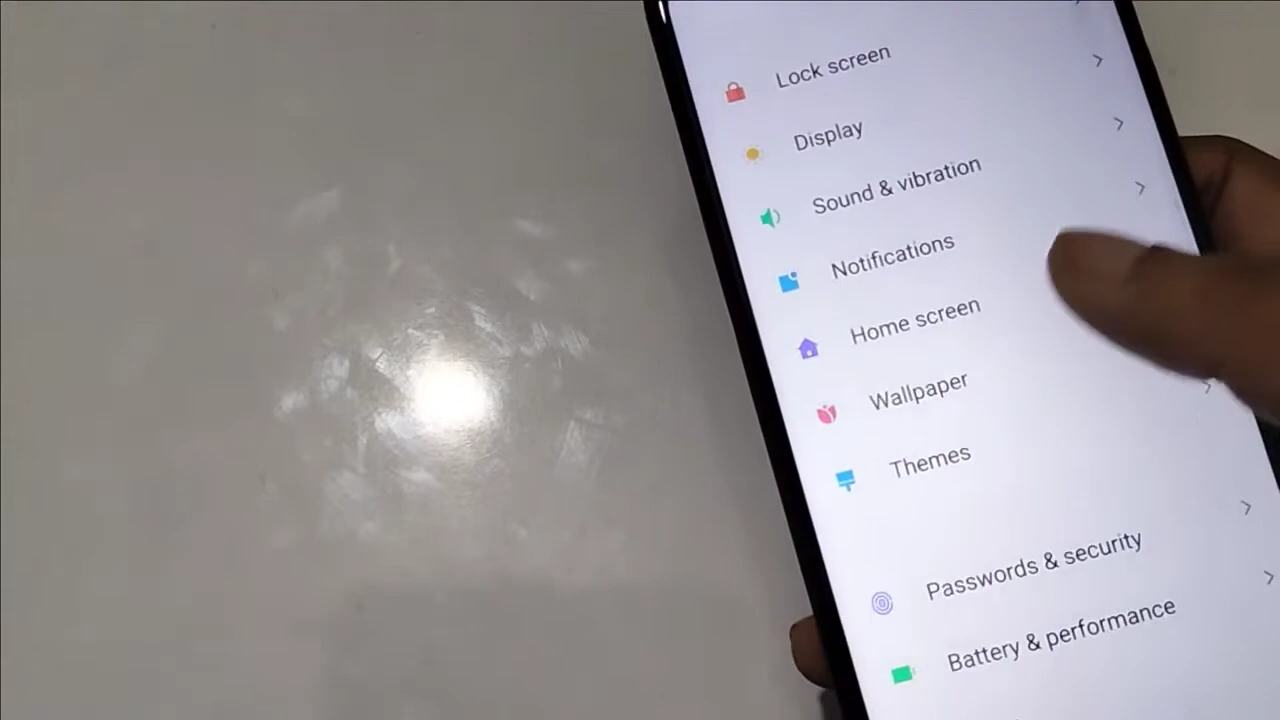 Lock screen
Display
Sound & vibration
Notifications
Home screen
Wallpaper
Themes
Passwords & security
Battery & performance